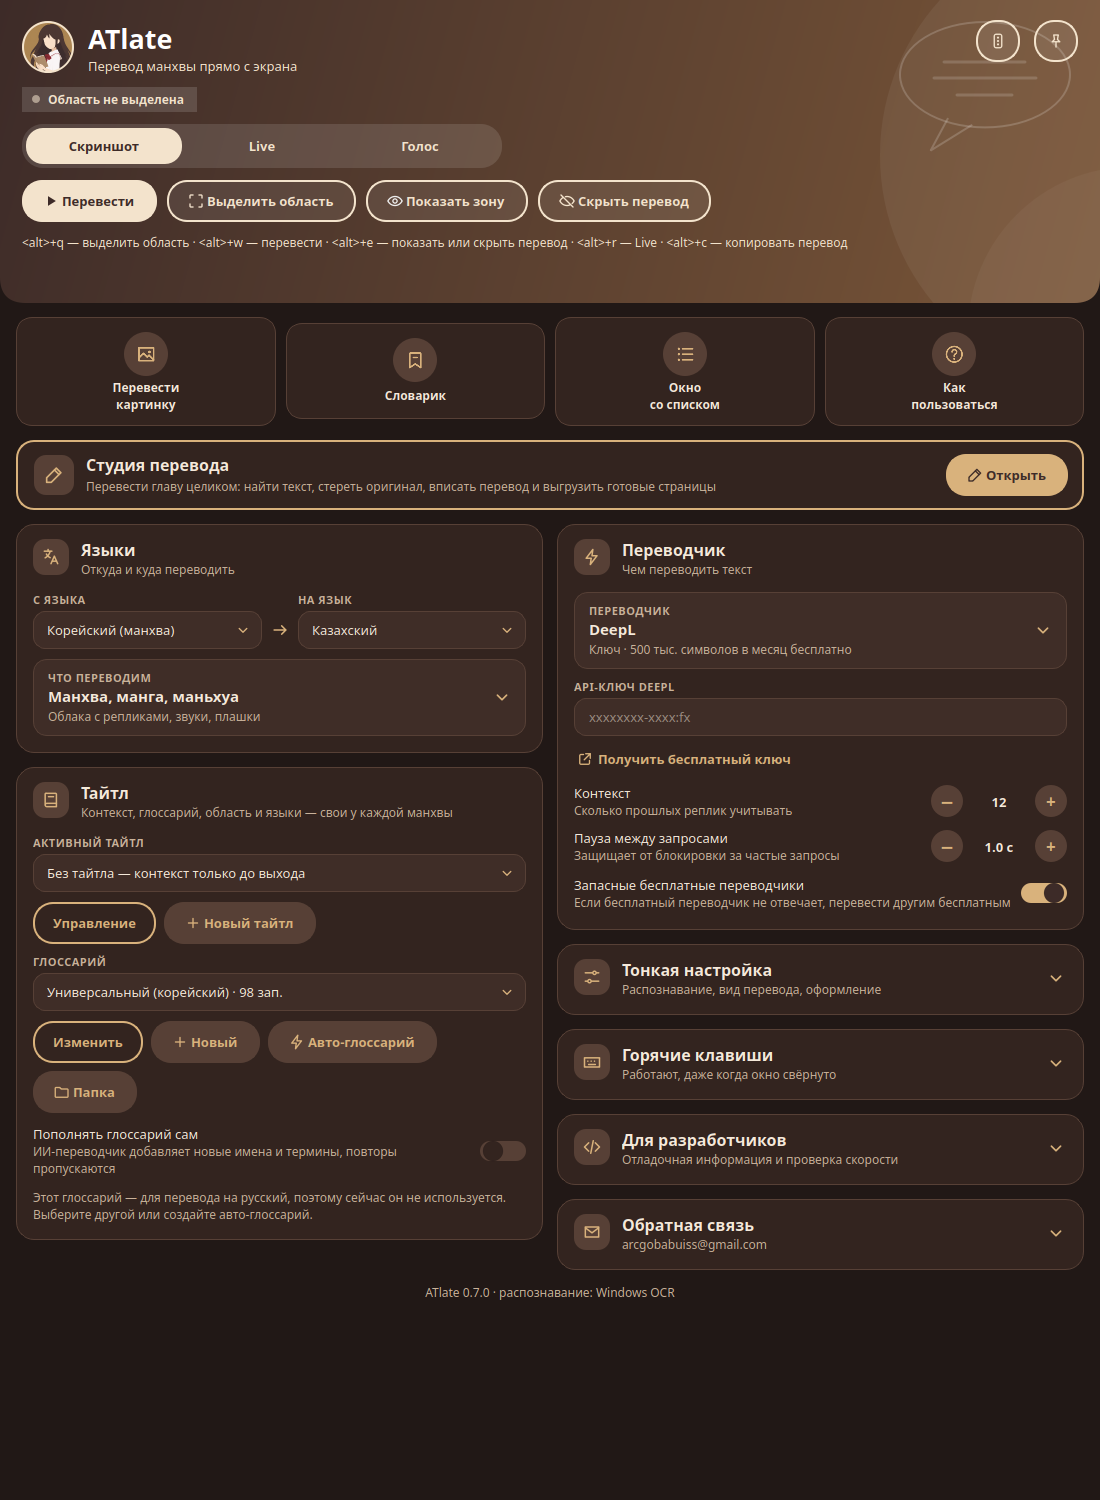 ATlate
Перевод манхвы прямо с экрана
Область не выделена
Скриншот
Live
Голос
Перевести
Выделить область
Показать зону
Скрыть перевод
<alt>+q — выделить область · <alt>+w — перевести · <alt>+e — показать или скрыть перевод · <alt>+r — Live · <alt>+c — копировать перевод
Перевести
картинку
Словарик
Окно
со списком
Как
пользоваться
Студия перевода
Перевести главу целиком: найти текст, стереть оригинал, вписать перевод и выгрузить готовые страницы
Открыть
Языки
Откуда и куда переводить
С ЯЗЫКА
НА ЯЗЫК
Корейский (манхва)
Казахский
ЧТО ПЕРЕВОДИМ
Манхва, манга, маньхуа
Облака с репликами, звуки, плашки
Тайтл
Контекст, глоссарий, область и языки — свои у каждой манхвы
АКТИВНЫЙ ТАЙТЛ
Без тайтла — контекст только до выхода
Управление
Новый тайтл
ГЛОССАРИЙ
Универсальный (корейский) · 98 зап.
Изменить
Новый
Авто-глоссарий
Папка
Пополнять глоссарий сам
ИИ-переводчик добавляет новые имена и термины, повторы
пропускаются
Этот глоссарий — для перевода на русский, поэтому сейчас он не используется.
Выберите другой или создайте авто-глоссарий.
Переводчик
Чем переводить текст
ПЕРЕВОДЧИК
DeepL
Ключ · 500 тыс. символов в месяц бесплатно
API-КЛЮЧ DEEPL
xxxxxxxx-xxxx:fx
Получить бесплатный ключ
Контекст
Сколько прошлых реплик учитывать
– 12 +
Пауза между запросами
Защищает от блокировки за частые запросы
– 1.0 с +
Запасные бесплатные переводчики
Если бесплатный переводчик не отвечает, перевести другим бесплатным
Тонкая настройка
Распознавание, вид перевода, оформление
Горячие клавиши
Работают, даже когда окно свёрнуто
Для разработчиков
Отладочная информация и проверка скорости
Обратная связь
arcgobabuiss@gmail.com
ATlate 0.7.0 · распознавание: Windows OCR